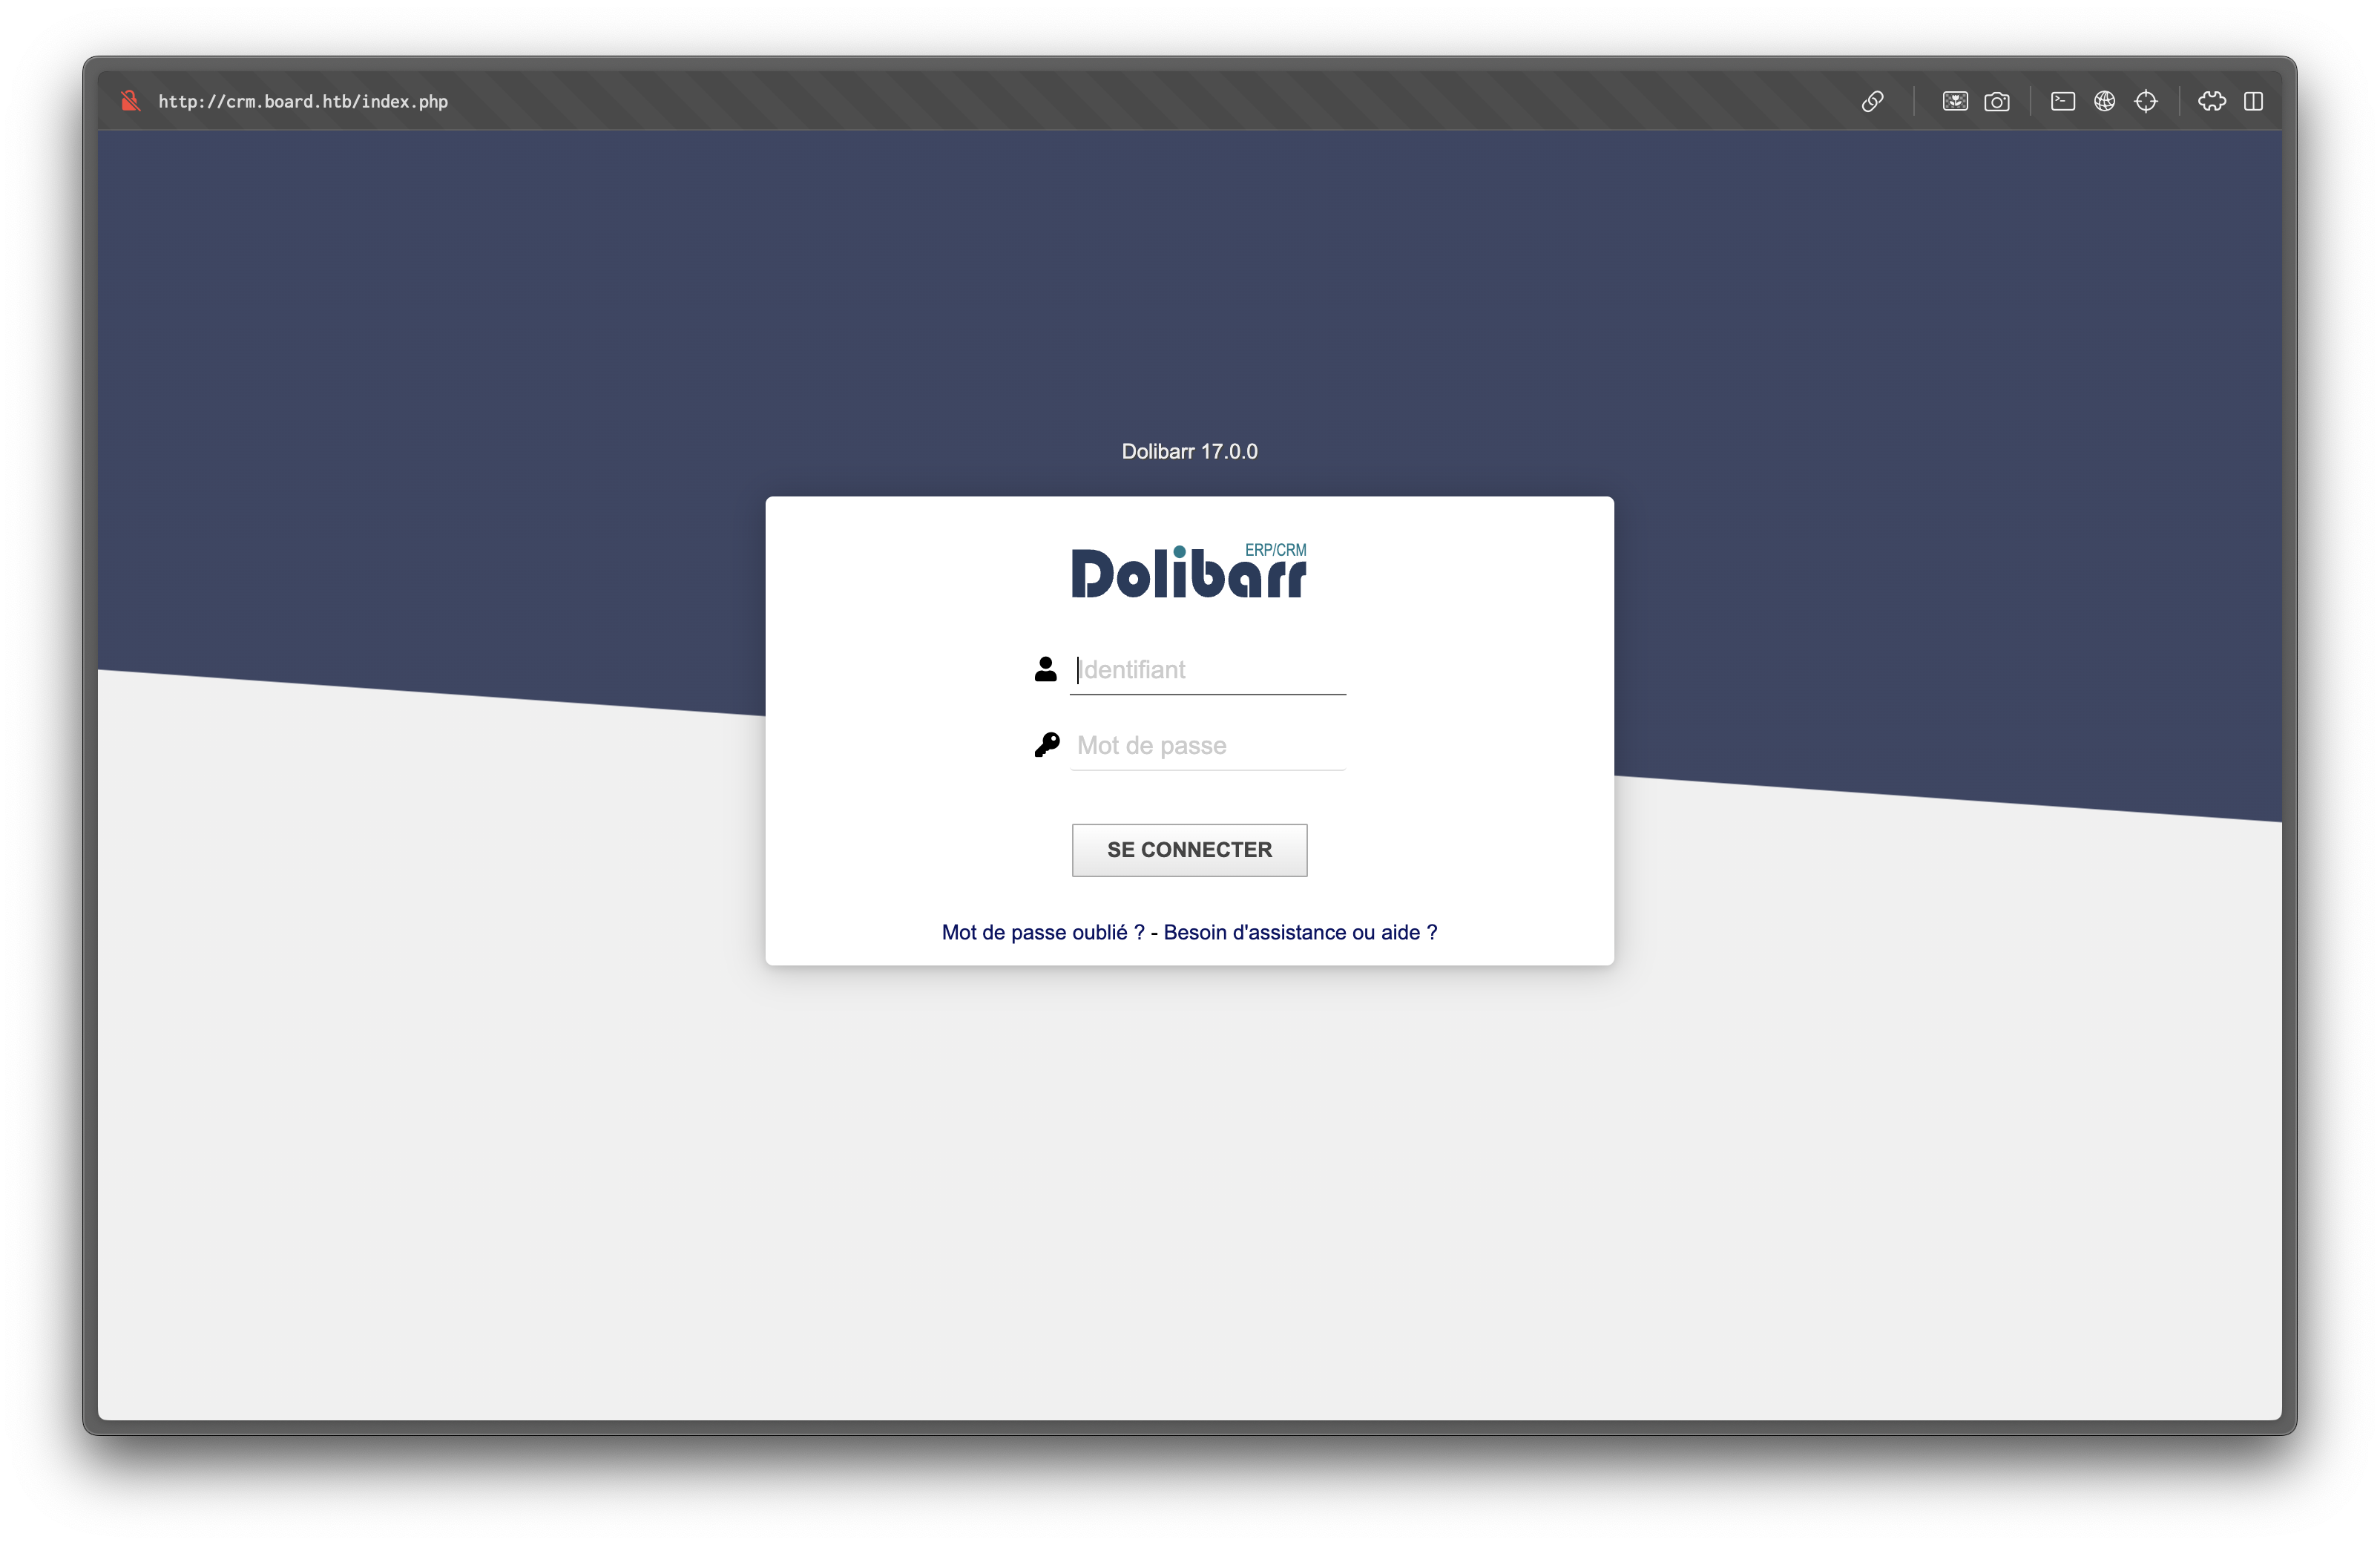 http://crm.board.htb/index.php
Dolibarr 17.0.0
ERP/CRM
Dolibarr
Identifiant
Mot de passe
SE CONNECTER
Mot de passe oublié ? - Besoin d'assistance ou aide ?